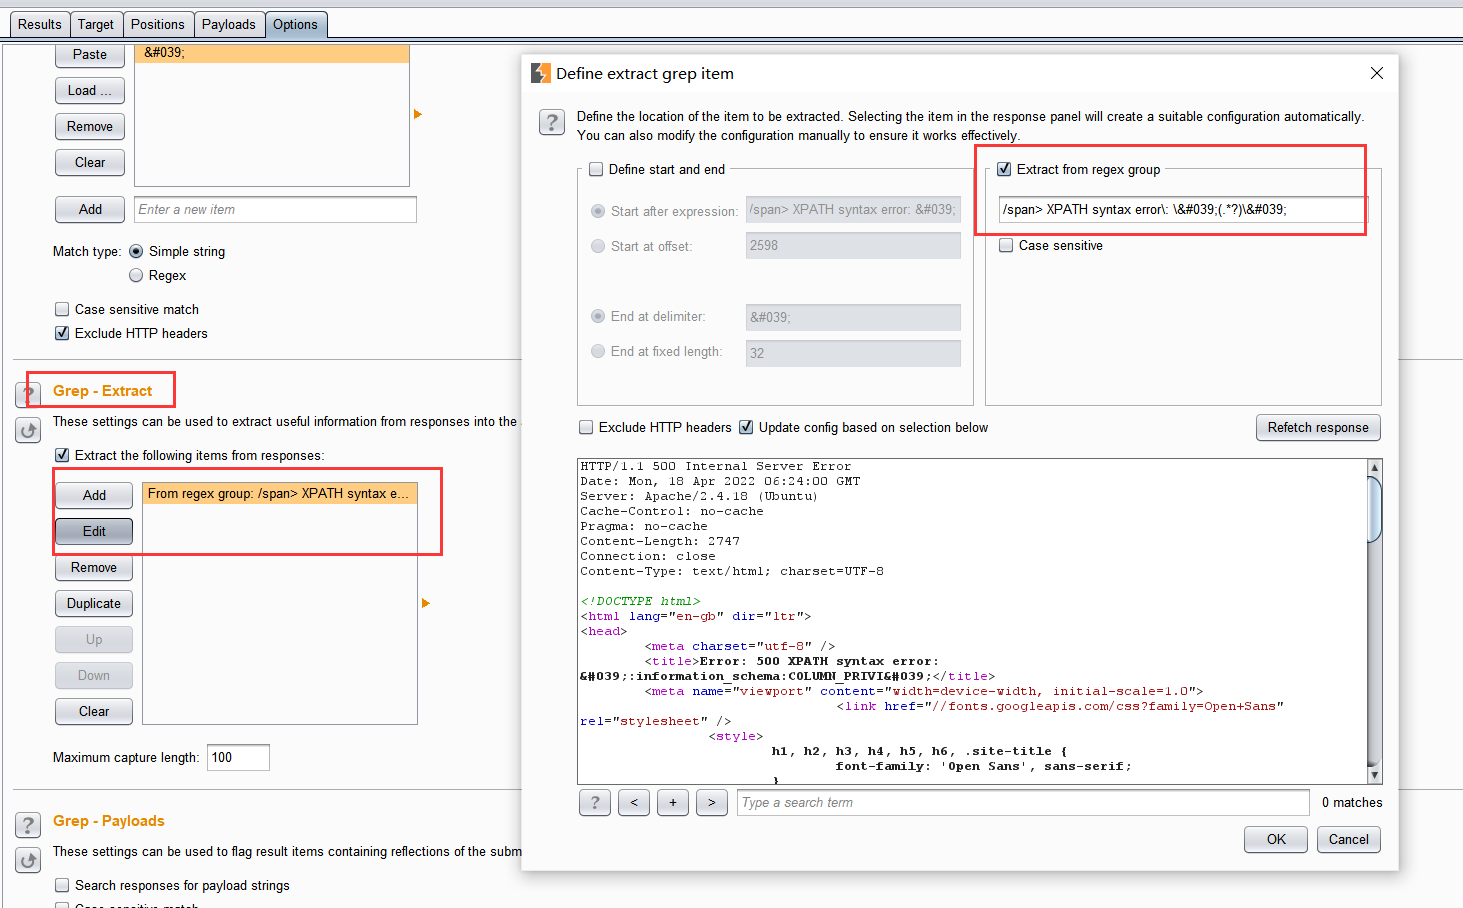 Results Target Positions Payloads Options
Paste
&#039;
Load ...
Remove
Clear
Add
Enter a new item
Match type: Simple string
Regex
Case sensitive match
Exclude HTTP headers
? Grep - Extract
These settings can be used to extract useful information from responses into the
Extract the following items from responses:
Add
From regex group: /span> XPATH syntax e...
Edit
Remove
Duplicate
Up
Down
Clear
Maximum capture length: 100
? Grep - Payloads
These settings can be used to flag result items containing reflections of the subm
Search responses for payload strings
Case sensitive match
Define extract grep item
? Define the location of the item to be extracted. Selecting the item in the response panel will create a suitable configuration automatically.
You can also modify the configuration manually to ensure it works effectively.
Define start and end
Start after expression: /span> XPATH syntax error: &#039;
Start at offset: 2598
End at delimiter: &#039;
End at fixed length: 32
Extract from regex group
/span> XPATH syntax error\: \&#039;(.*?)\&#039;
Case sensitive
Exclude HTTP headers Update config based on selection below
Refetch response
HTTP/1.1 500 Internal Server Error
Date: Mon, 18 Apr 2022 06:24:00 GMT
Server: Apache/2.4.18 (Ubuntu)
Cache-Control: no-cache
Pragma: no-cache
Content-Length: 2747
Connection: close
Content-Type: text/html; charset=UTF-8
<!DOCTYPE html>
<html lang="en-gb" dir="ltr">
<head>
<meta charset="utf-8" />
<title>Error: 500 XPATH syntax error:
&#039;:information_schema:COLUMN_PRIVI&#039;</title>
<meta name="viewport" content="width=device-width, initial-scale=1.0">
<link href="//fonts.googleapis.com/css?family=Open+Sans"
rel="stylesheet" />
<style>
h1, h2, h3, h4, h5, h6, .site-title {
font-family: 'Open Sans', sans-serif;
}
? < + > Type a search term 0 matches
OK Cancel